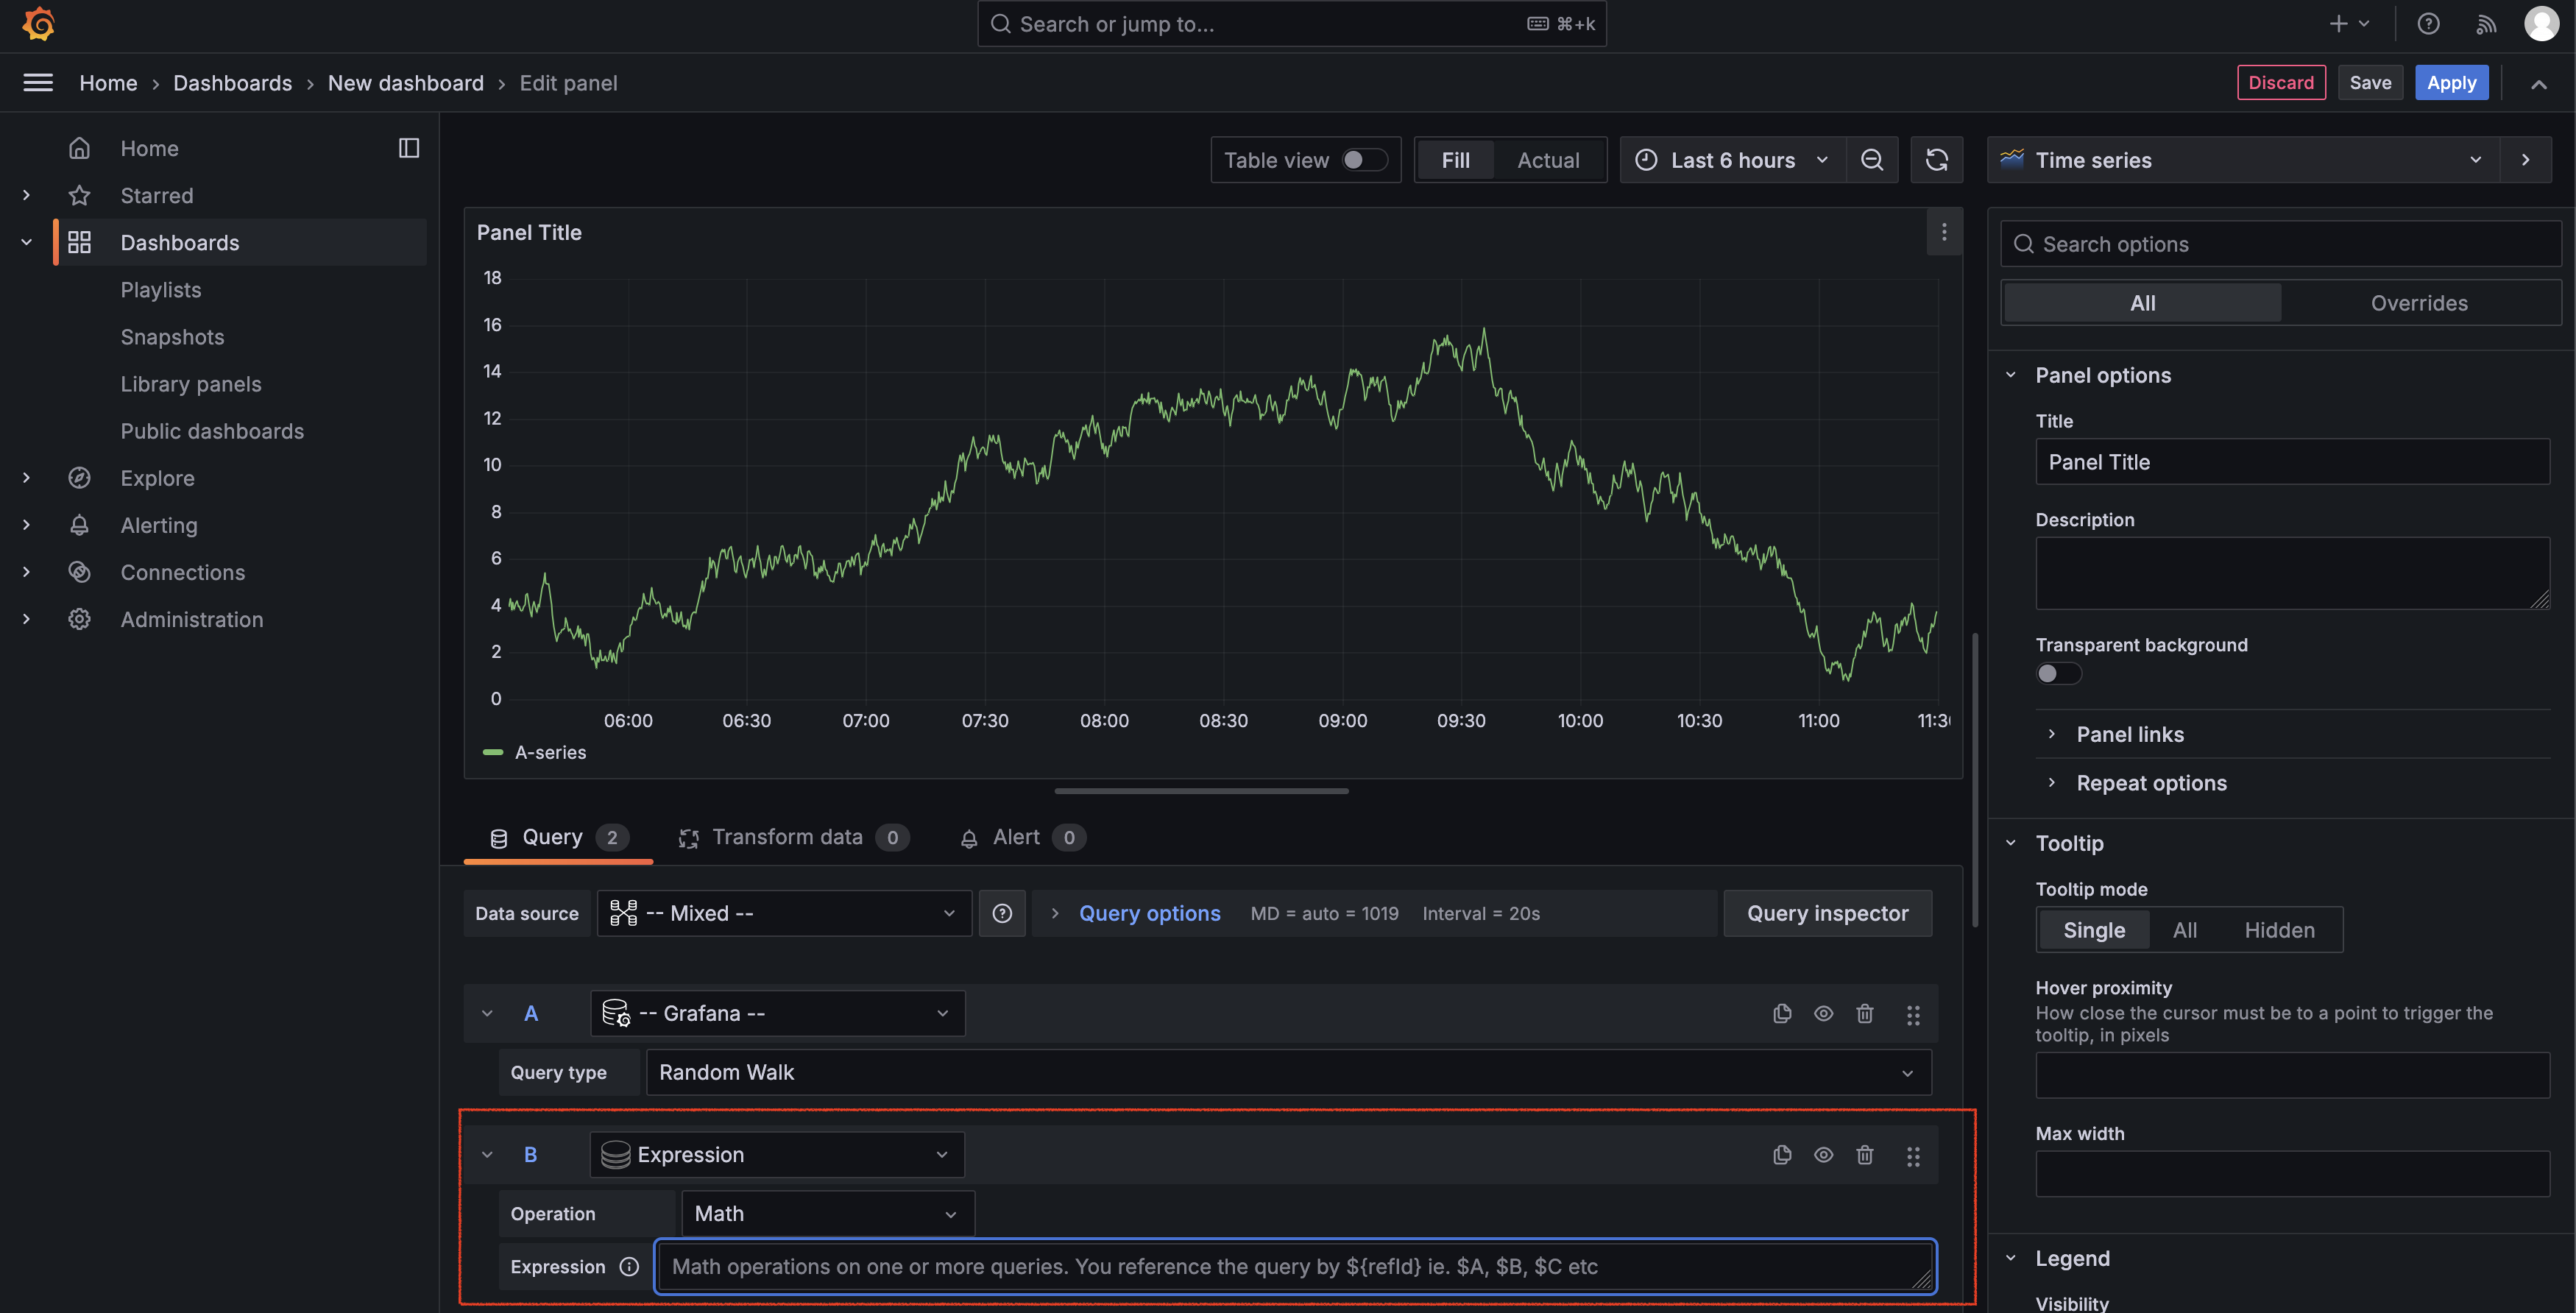 Search or jump to...
⌘+k
Home › Dashboards › New dashboard › Edit panel
Discard
Save
Apply
Home
Starred
Dashboards
Playlists
Snapshots
Library panels
Public dashboards
Explore
Alerting
Connections
Administration
Table view
Fill
Actual
Last 6 hours
Time series
Panel Title
18
16
14
12
10
8
6
4
2
0
06:00 06:30 07:00 07:30 08:00 08:30 09:00 09:30 10:00 10:30 11:00 11:3
A-series
Query 2
Transform data 0
Alert 0
Data source
-- Mixed --
Query options
MD = auto = 1019
Interval = 20s
Query inspector
A
-- Grafana --
Query type
Random Walk
B
Expression
Operation
Math
Expression
Math operations on one or more queries. You reference the query by ${refId} ie. $A, $B, $C etc
Search options
All
Overrides
Panel options
Title
Panel Title
Description
Transparent background
Panel links
Repeat options
Tooltip
Tooltip mode
Single
All
Hidden
Hover proximity
How close the cursor must be to a point to trigger the
tooltip, in pixels
Max width
Legend
Visibility